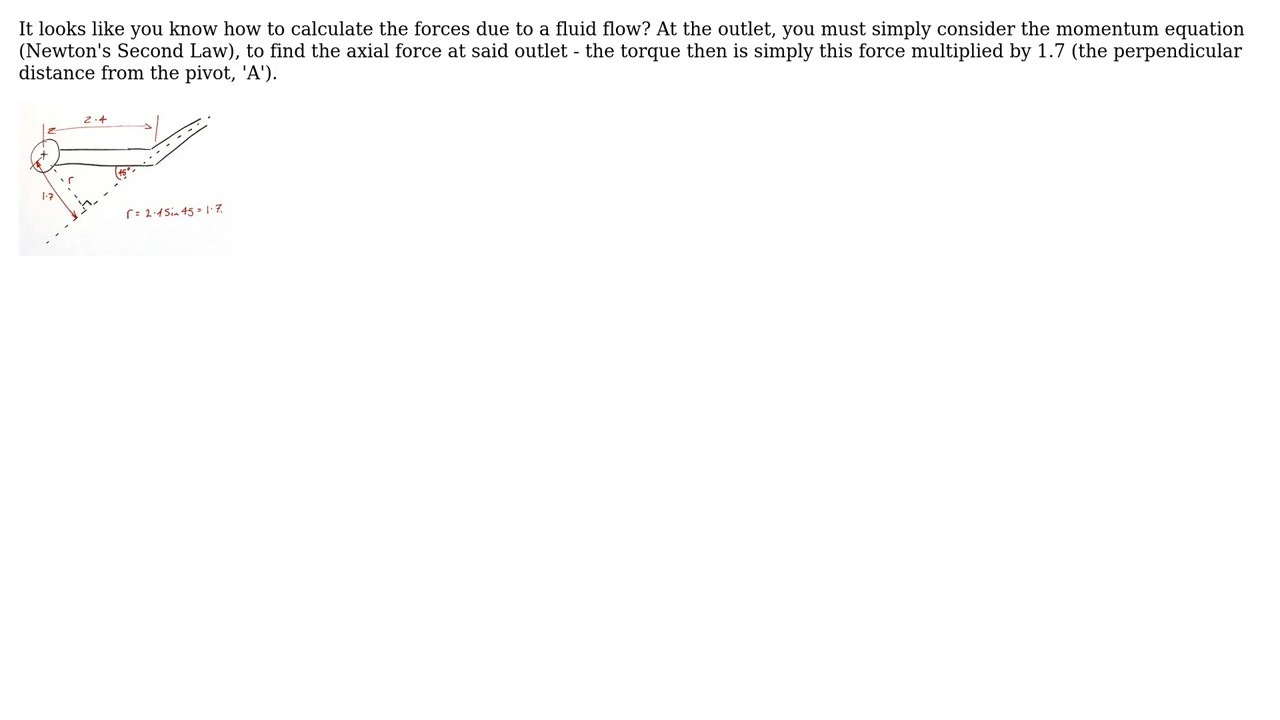 It looks like you know how to calculate the forces due to a fluid flow? At the outlet, you must simply consider the momentum equation
(Newton's Second Law), to find the axial force at said outlet - the torque then is simply this force multiplied by 1.7 (the perpendicular
distance from the pivot, 'A').
2.4
45°
r
1.7
r = 2.4 Sin 45 = 1.7.